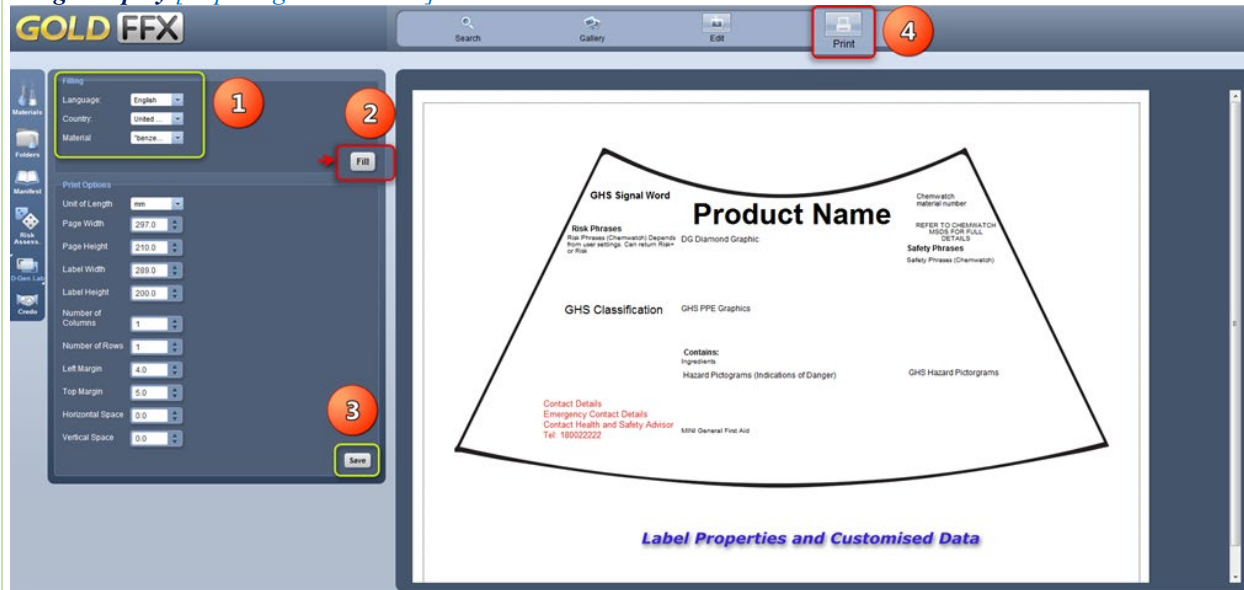 GOLD FFX
Search
Gallery
Edit
Print
4
Materials
Folders
Manifest
Risk
Assess.
Credo
Filling
Language: English
Country: United ...
Material "benze...
1
2
Fill
Print Options
Unit of Length mm
Page Width 297.0
Page Height 210.0
Label Width 289.0
Label Height 200.0
Number of
Columns 1
Number of Rows 1
Left Margin 4.0
Top Margin 5.0
Horizontal Space 0.0
Vertical Space 0.0
3
Save
GHS Signal Word
Product Name
Chemwatch
material number
Risk Phrases
Risk Phrases (Chemwatch) Depends
from user settings. Can return Risk+
or Risk
DG Diamond Graphic
REFER TO CHEMWATCH
MSDS FOR FULL
DETAILS
Safety Phrases
Safety Phrases (Chemwatch)
GHS Classification
GHS PPE Graphics
Contains:
Ingredients
Hazard Pictograms (Indications of Danger)
GHS Hazard Pictorgrams
Contact Details
Emergency Contact Details
Contact Health and Safety Advisor
Tel: 180022222
MINI General First Aid
Label Properties and Customised Data